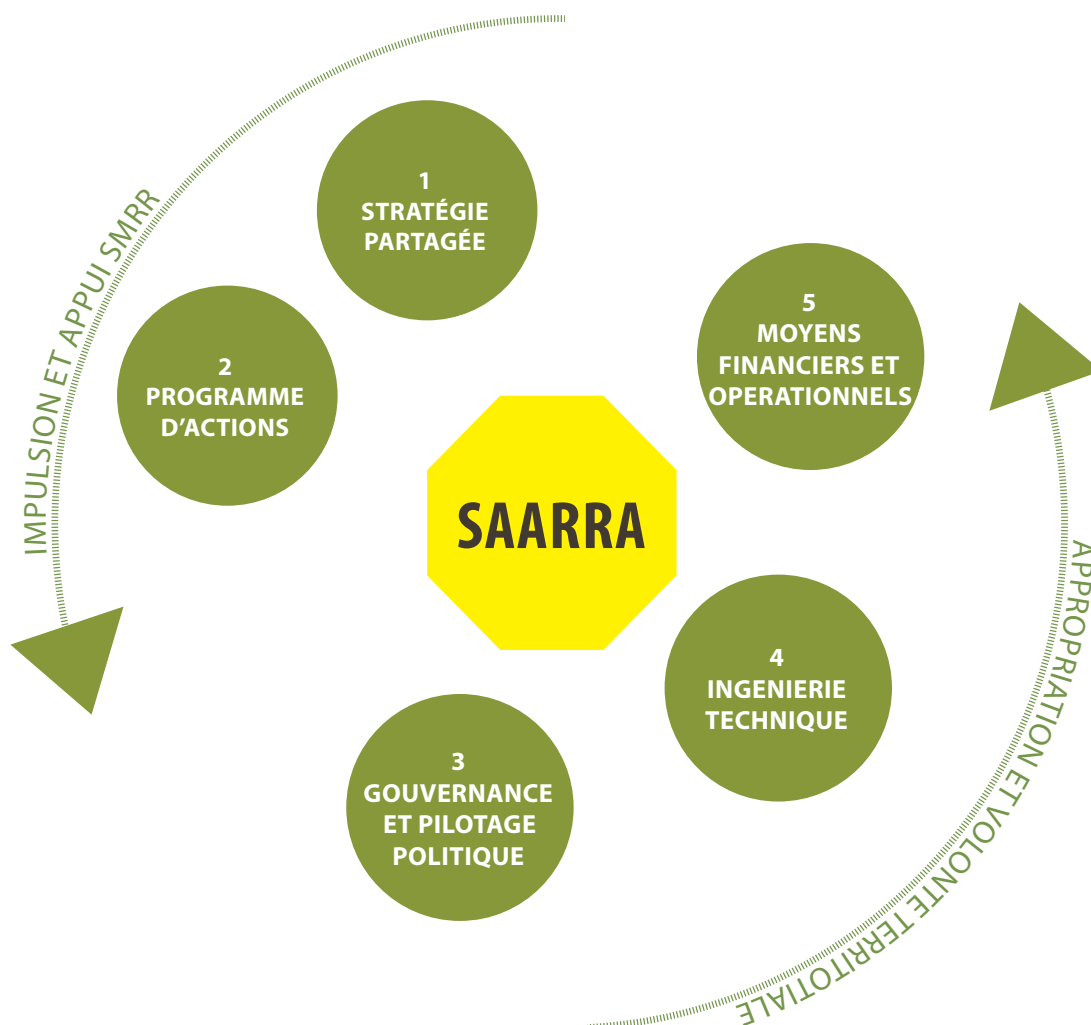 IMPULSION ET APPUI SMRR
1
STRATÉGIE
PARTAGÉE
2
PROGRAMME
D'ACTIONS
SAARRA
3
GOUVERNANCE
ET PILOTAGE
POLITIQUE
4
INGENIERIE
TECHNIQUE
5
MOYENS
FINANCIERS ET
OPERATIONNELS
APPROPRIATION ET VOLONTE TERRITOTIALE